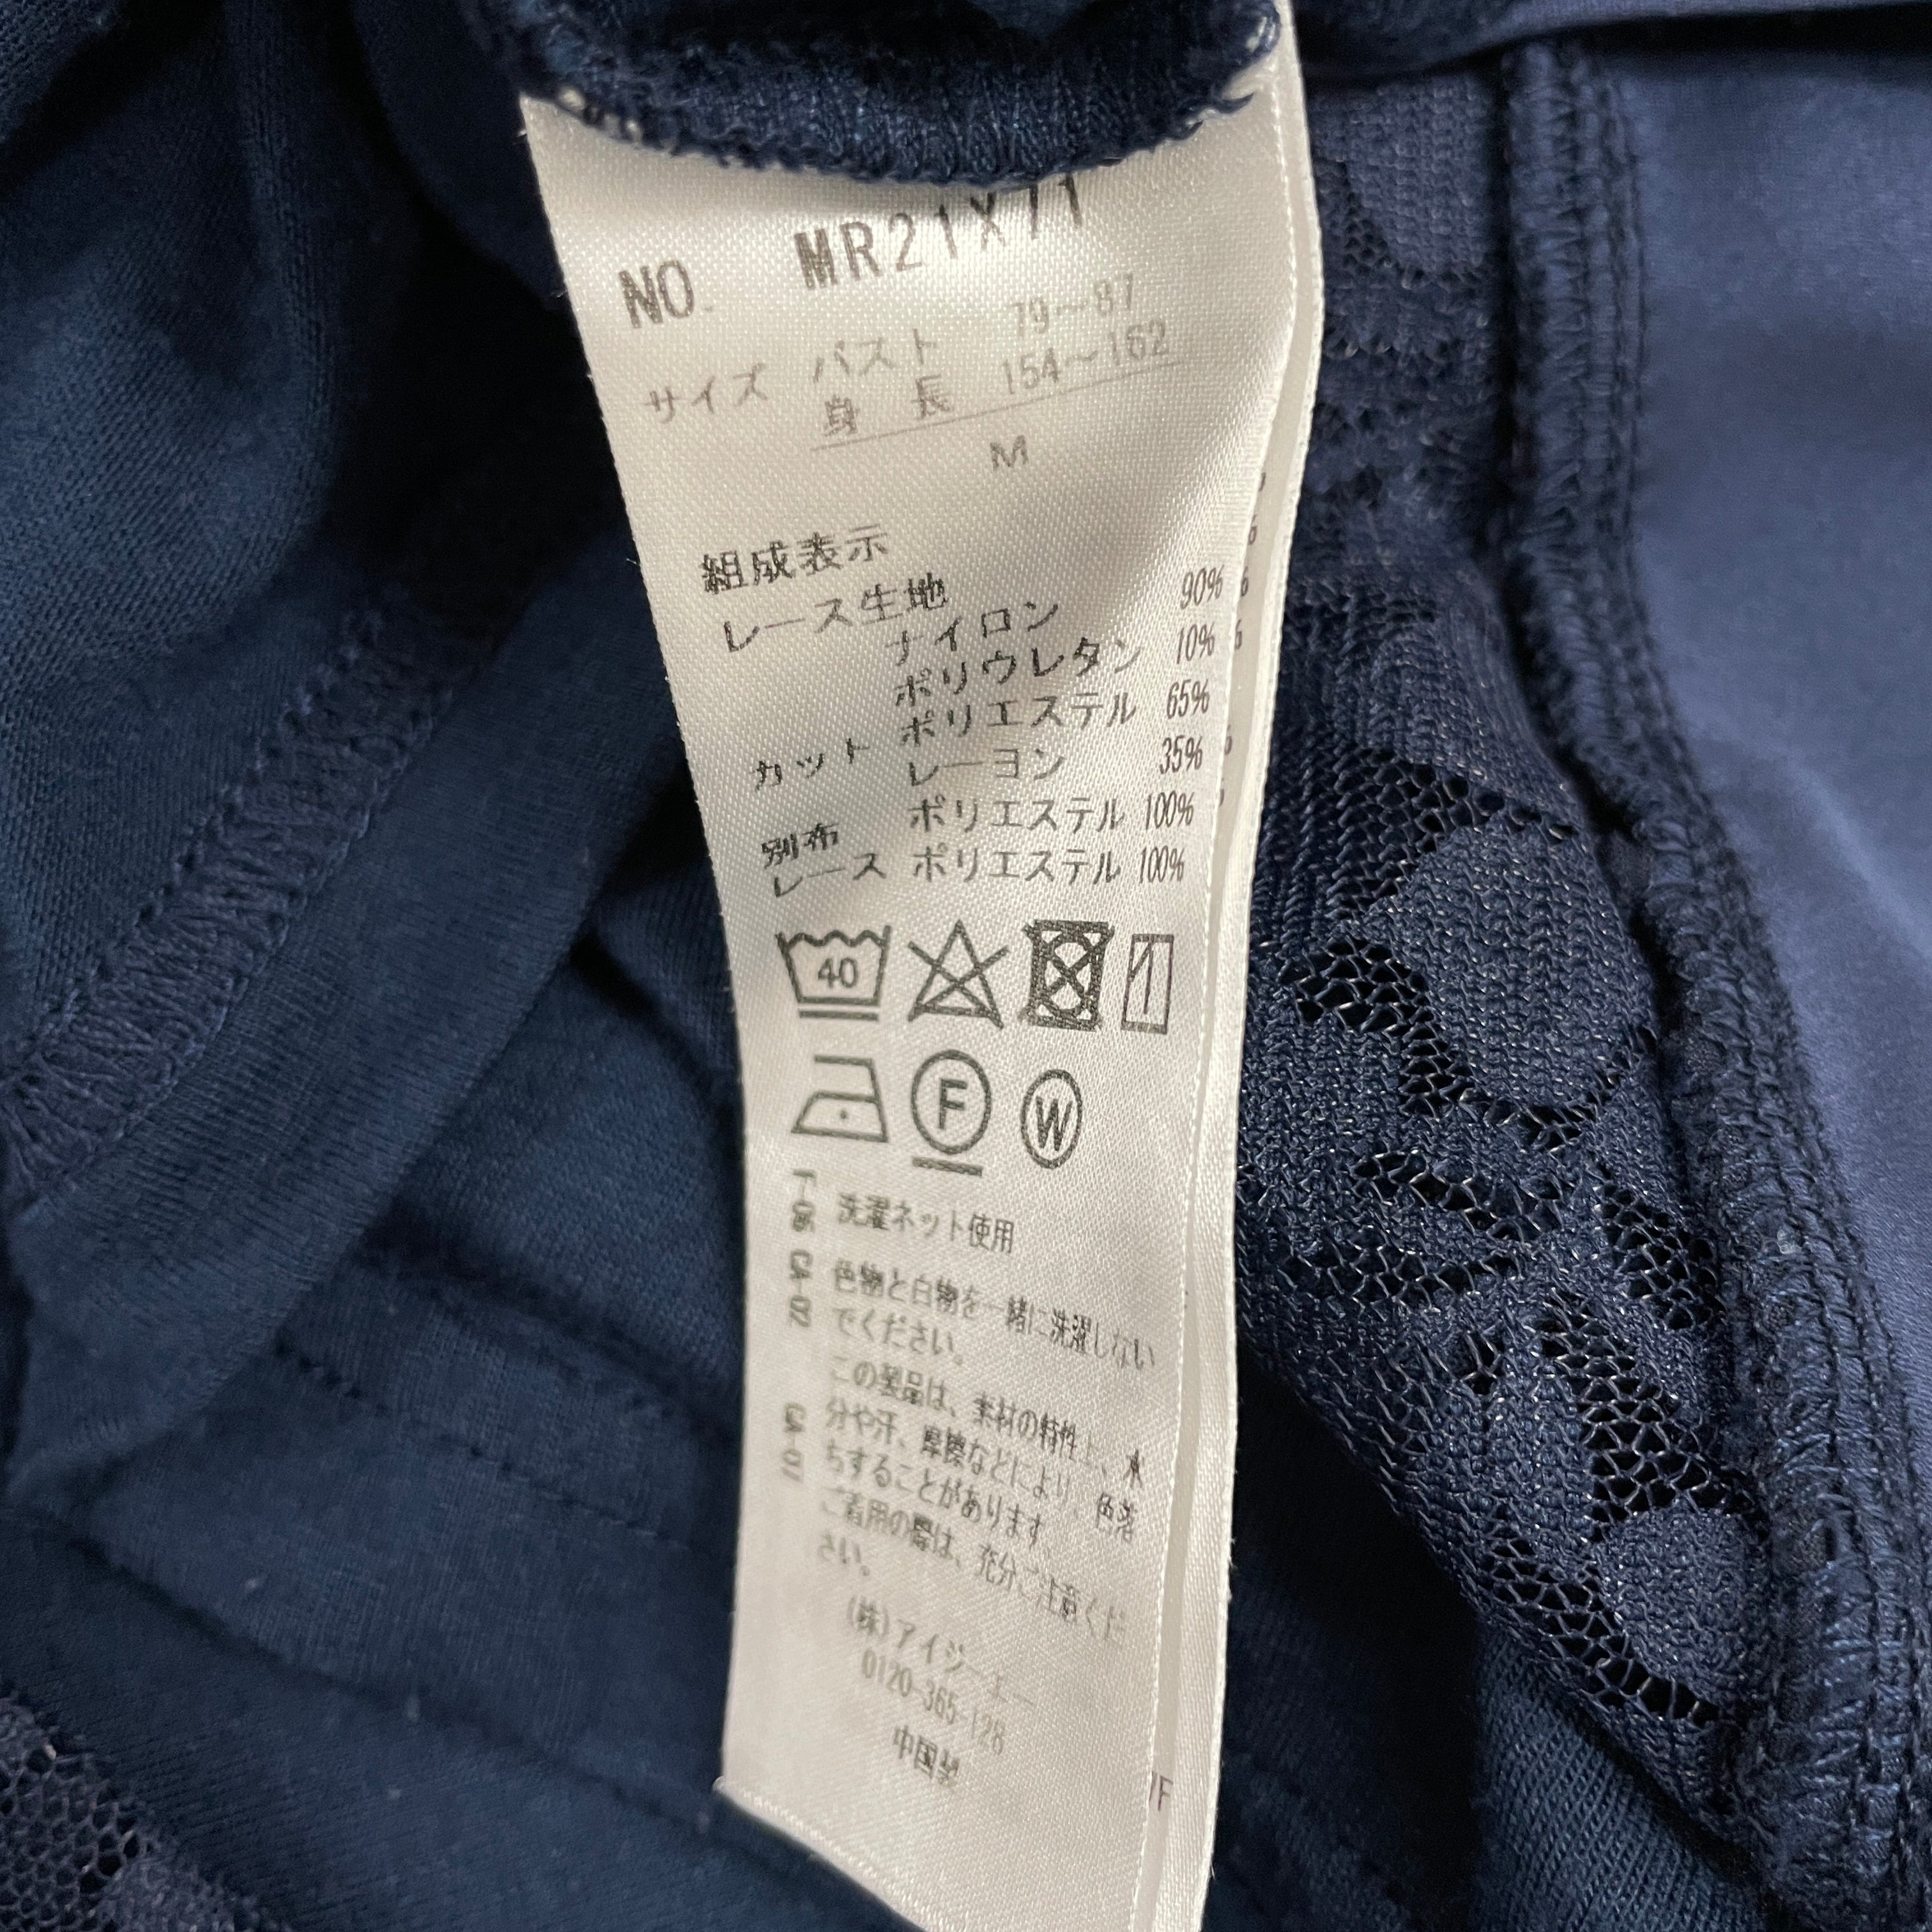 NO. MR21X71
サイズ バスト 79～87
身長 154～162
M
組成表示
レース生地
ナイロン 90%
ポリウレタン 10%
カット ポリエステル 65%
レーヨン 35%
別布 ポリエステル 100%
レース ポリエステル 100%
40
F W
洗濯ネット使用
色物と白物を一緒に洗濯しない
でください。
この製品は、素材の特性上、水
分や汗、摩擦などにより、色落
ちすることがあります。
ご着用の際は、充分ご注意くだ
さい。
(株)アイジーエー
0120-365-128
中国製